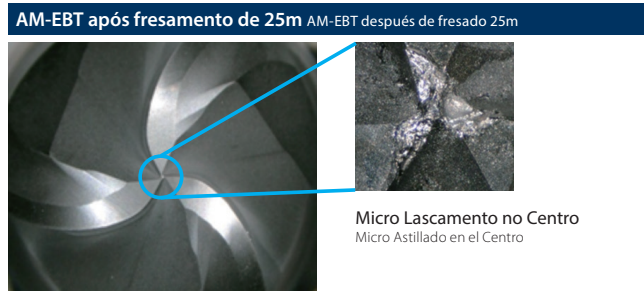 AM-EBT após fresamento de 25m AM-EBT después de fresado 25m
Micro Lascamento no Centro
Micro Astillado en el Centro